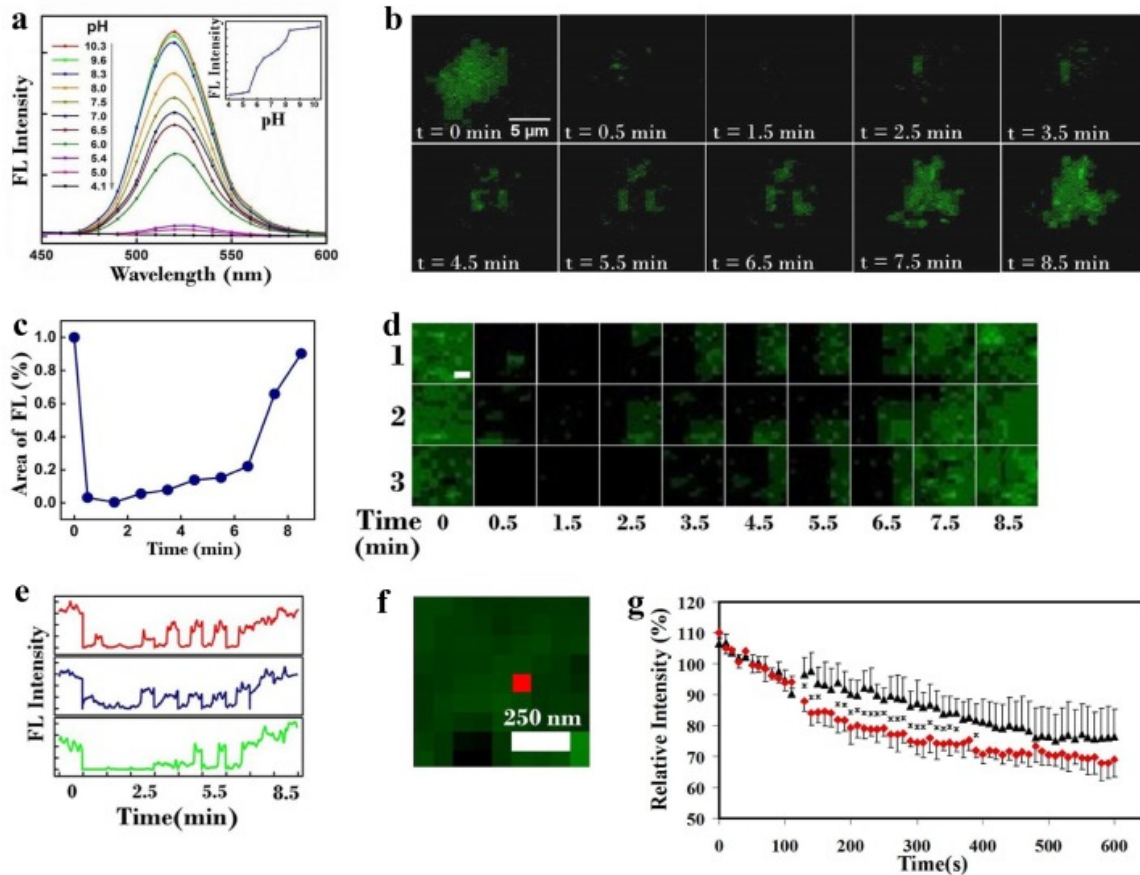 a
pH
10.3
9.6
8.3
8.0
7.5
7.0
6.5
6.0
5.4
5.0
4.1
FL Intensity
450 500 550 600
Wavelength (nm)
FL Intensity
4 5 6 7 8 9 10
pH
b
t = 0 min
5 µm
t = 0.5 min
t = 1.5 min
t = 2.5 min
t = 3.5 min
t = 4.5 min
t = 5.5 min
t = 6.5 min
t = 7.5 min
t = 8.5 min
c
Area of FL (%)
1.0
0.8
0.6
0.4
0.2
0.0
0 2 4 6 8
Time (min)
d
1
2
3
Time
(min)
0 0.5 1.5 2.5 3.5 4.5 5.5 6.5 7.5 8.5
e
FL Intensity
0 2.5 5.5 8.5
Time(min)
f
250 nm
g
Relative Intensity (%)
120
110
100
90
80
70
60
50
0 100 200 300 400 500 600
Time(s)